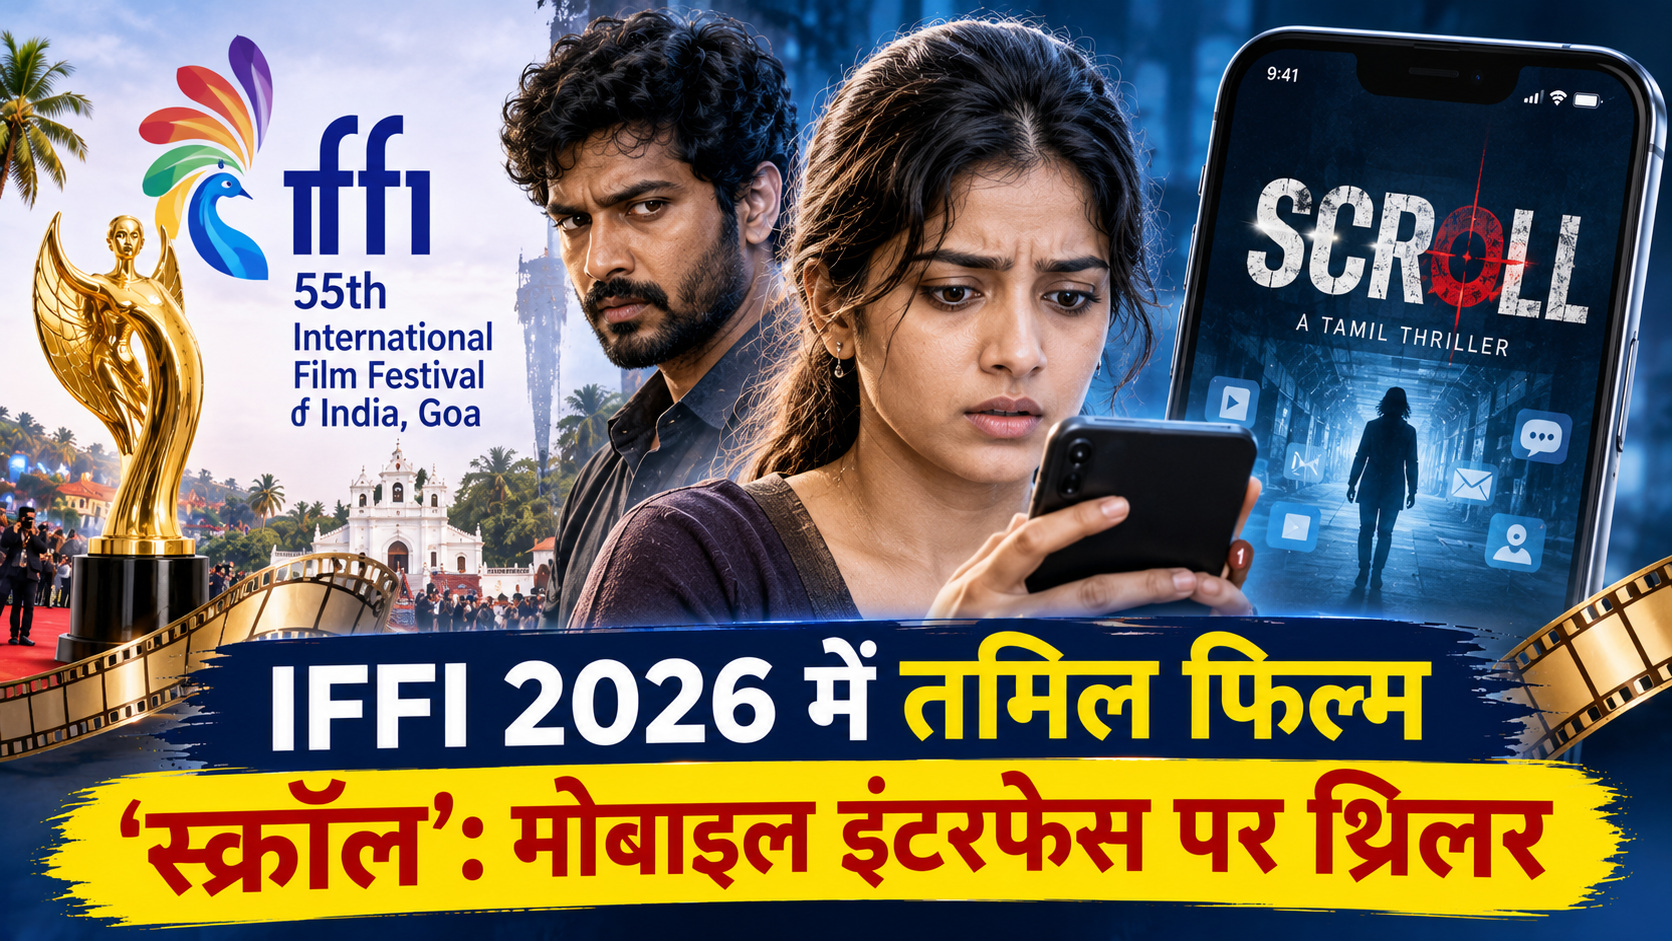 iffi
55th
International
Film Festival
of India, Goa
9:41
SCROLL
A TAMIL THRILLER
1
IFFI 2026 में तमिल फिल्म
‘स्क्रॉल’: मोबाइल इंटरफेस पर थ्रिलर